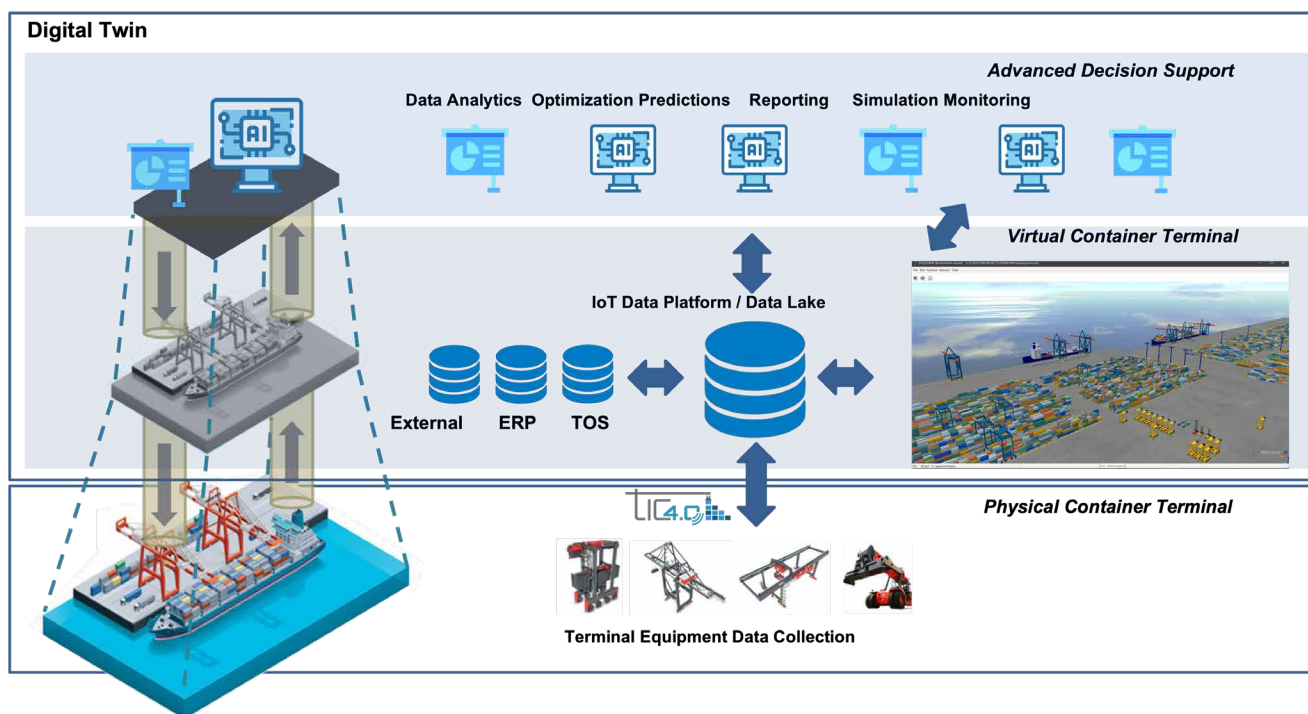 Digital Twin
Advanced Decision Support
Data Analytics Optimization Predictions Reporting Simulation Monitoring
AI
AI
AI
AI
Virtual Container Terminal
IoT Data Platform / Data Lake
External ERP TOS
TIC4.0
Physical Container Terminal
Terminal Equipment Data Collection